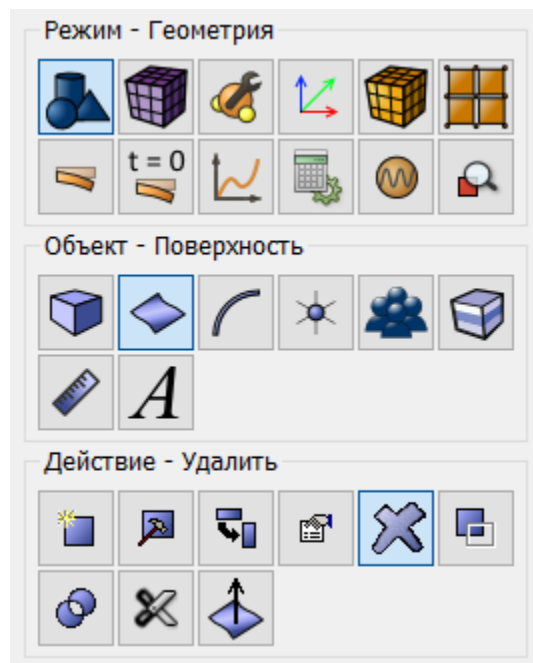 Режим - Геометрия
t = 0
Объект - Поверхность
A
Действие - Удалить